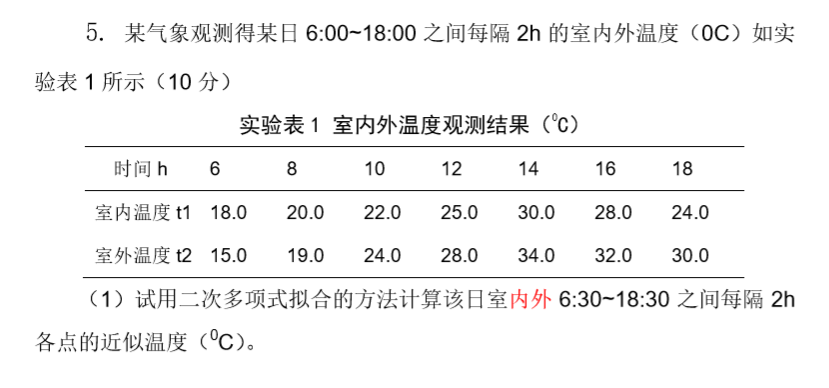 5. 某气象观测得某日 6:00~18:00 之间每隔 2h 的室内外温度（0C）如实
验表 1 所示（10 分）
实验表 1 室内外温度观测结果（⁰C）
时间 h 6 8 10 12 14 16 18
室内温度 t1 18.0 20.0 22.0 25.0 30.0 28.0 24.0
室外温度 t2 15.0 19.0 24.0 28.0 34.0 32.0 30.0
（1）试用二次多项式拟合的方法计算该日室内外 6:30~18:30 之间每隔 2h
各点的近似温度（⁰C）。